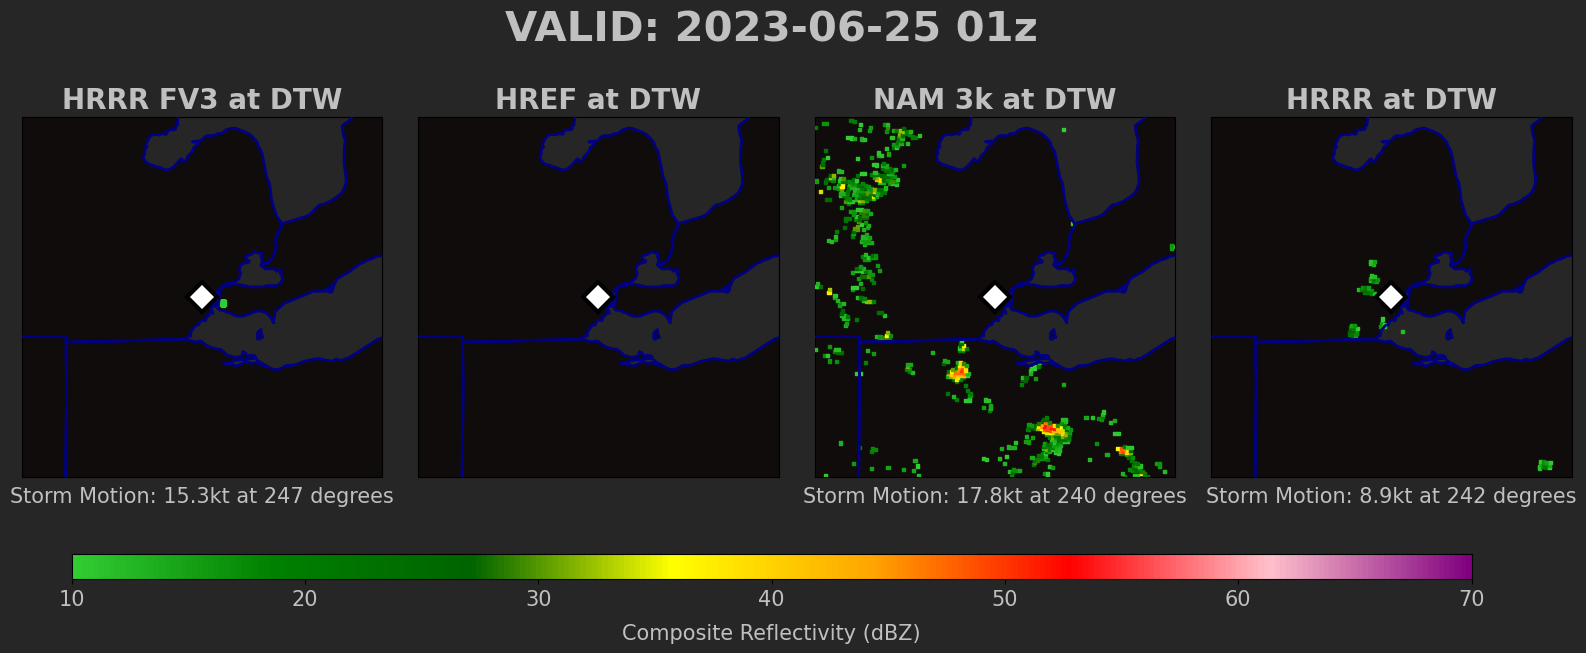 VALID: 2023-06-25 01z
HRRR FV3 at DTW
HREF at DTW
NAM 3k at DTW
HRRR at DTW
Storm Motion: 15.3kt at 247 degrees
Storm Motion: 17.8kt at 240 degrees
Storm Motion: 8.9kt at 242 degrees
10 20 30 40 50 60 70
Composite Reflectivity (dBZ)